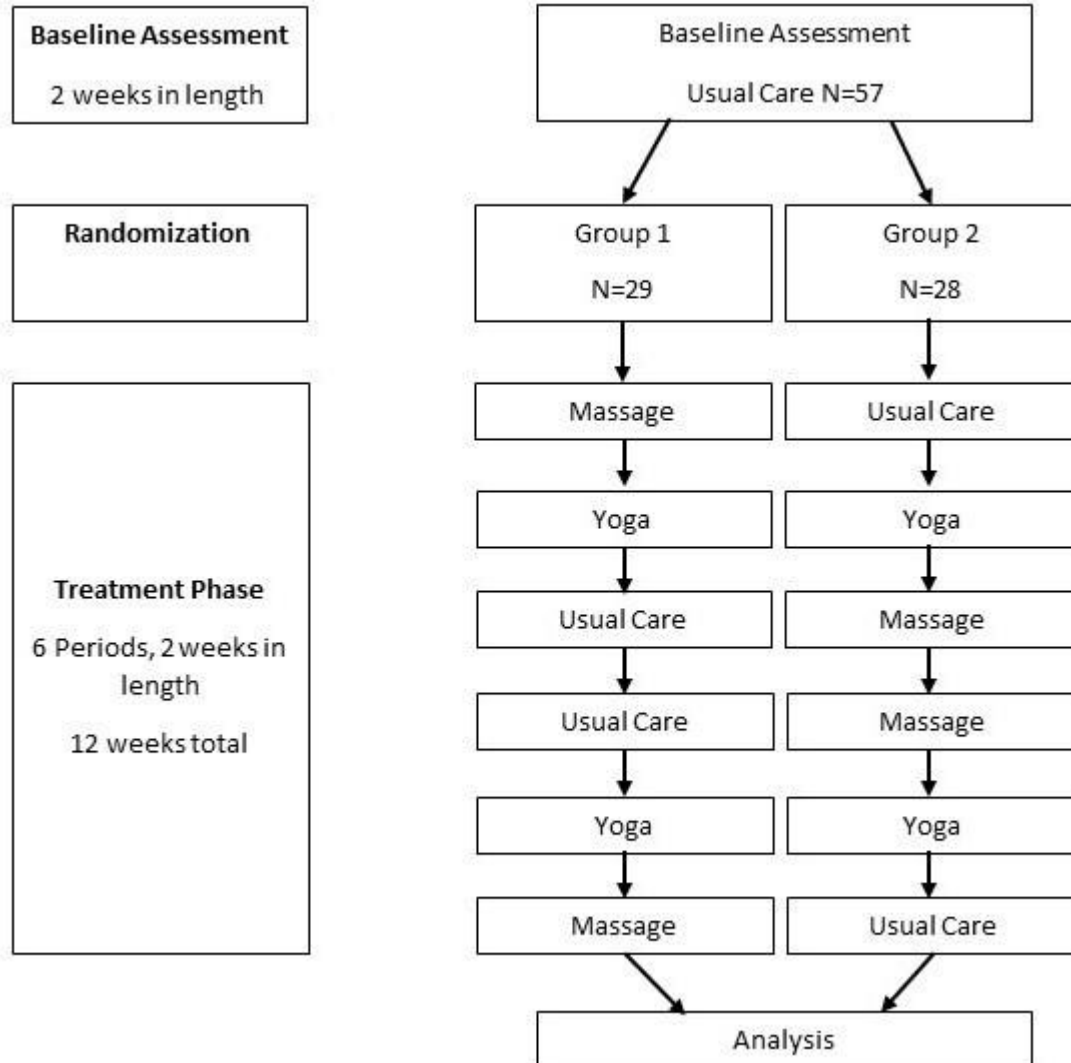 Baseline Assessment
2 weeks in length
Baseline Assessment
Usual Care N=57
Randomization
Group 1
N=29
Group 2
N=28
Treatment Phase
6 Periods, 2 weeks in
length
12 weeks total
Massage
Usual Care
Yoga
Yoga
Usual Care
Massage
Usual Care
Massage
Yoga
Yoga
Massage
Usual Care
Analysis